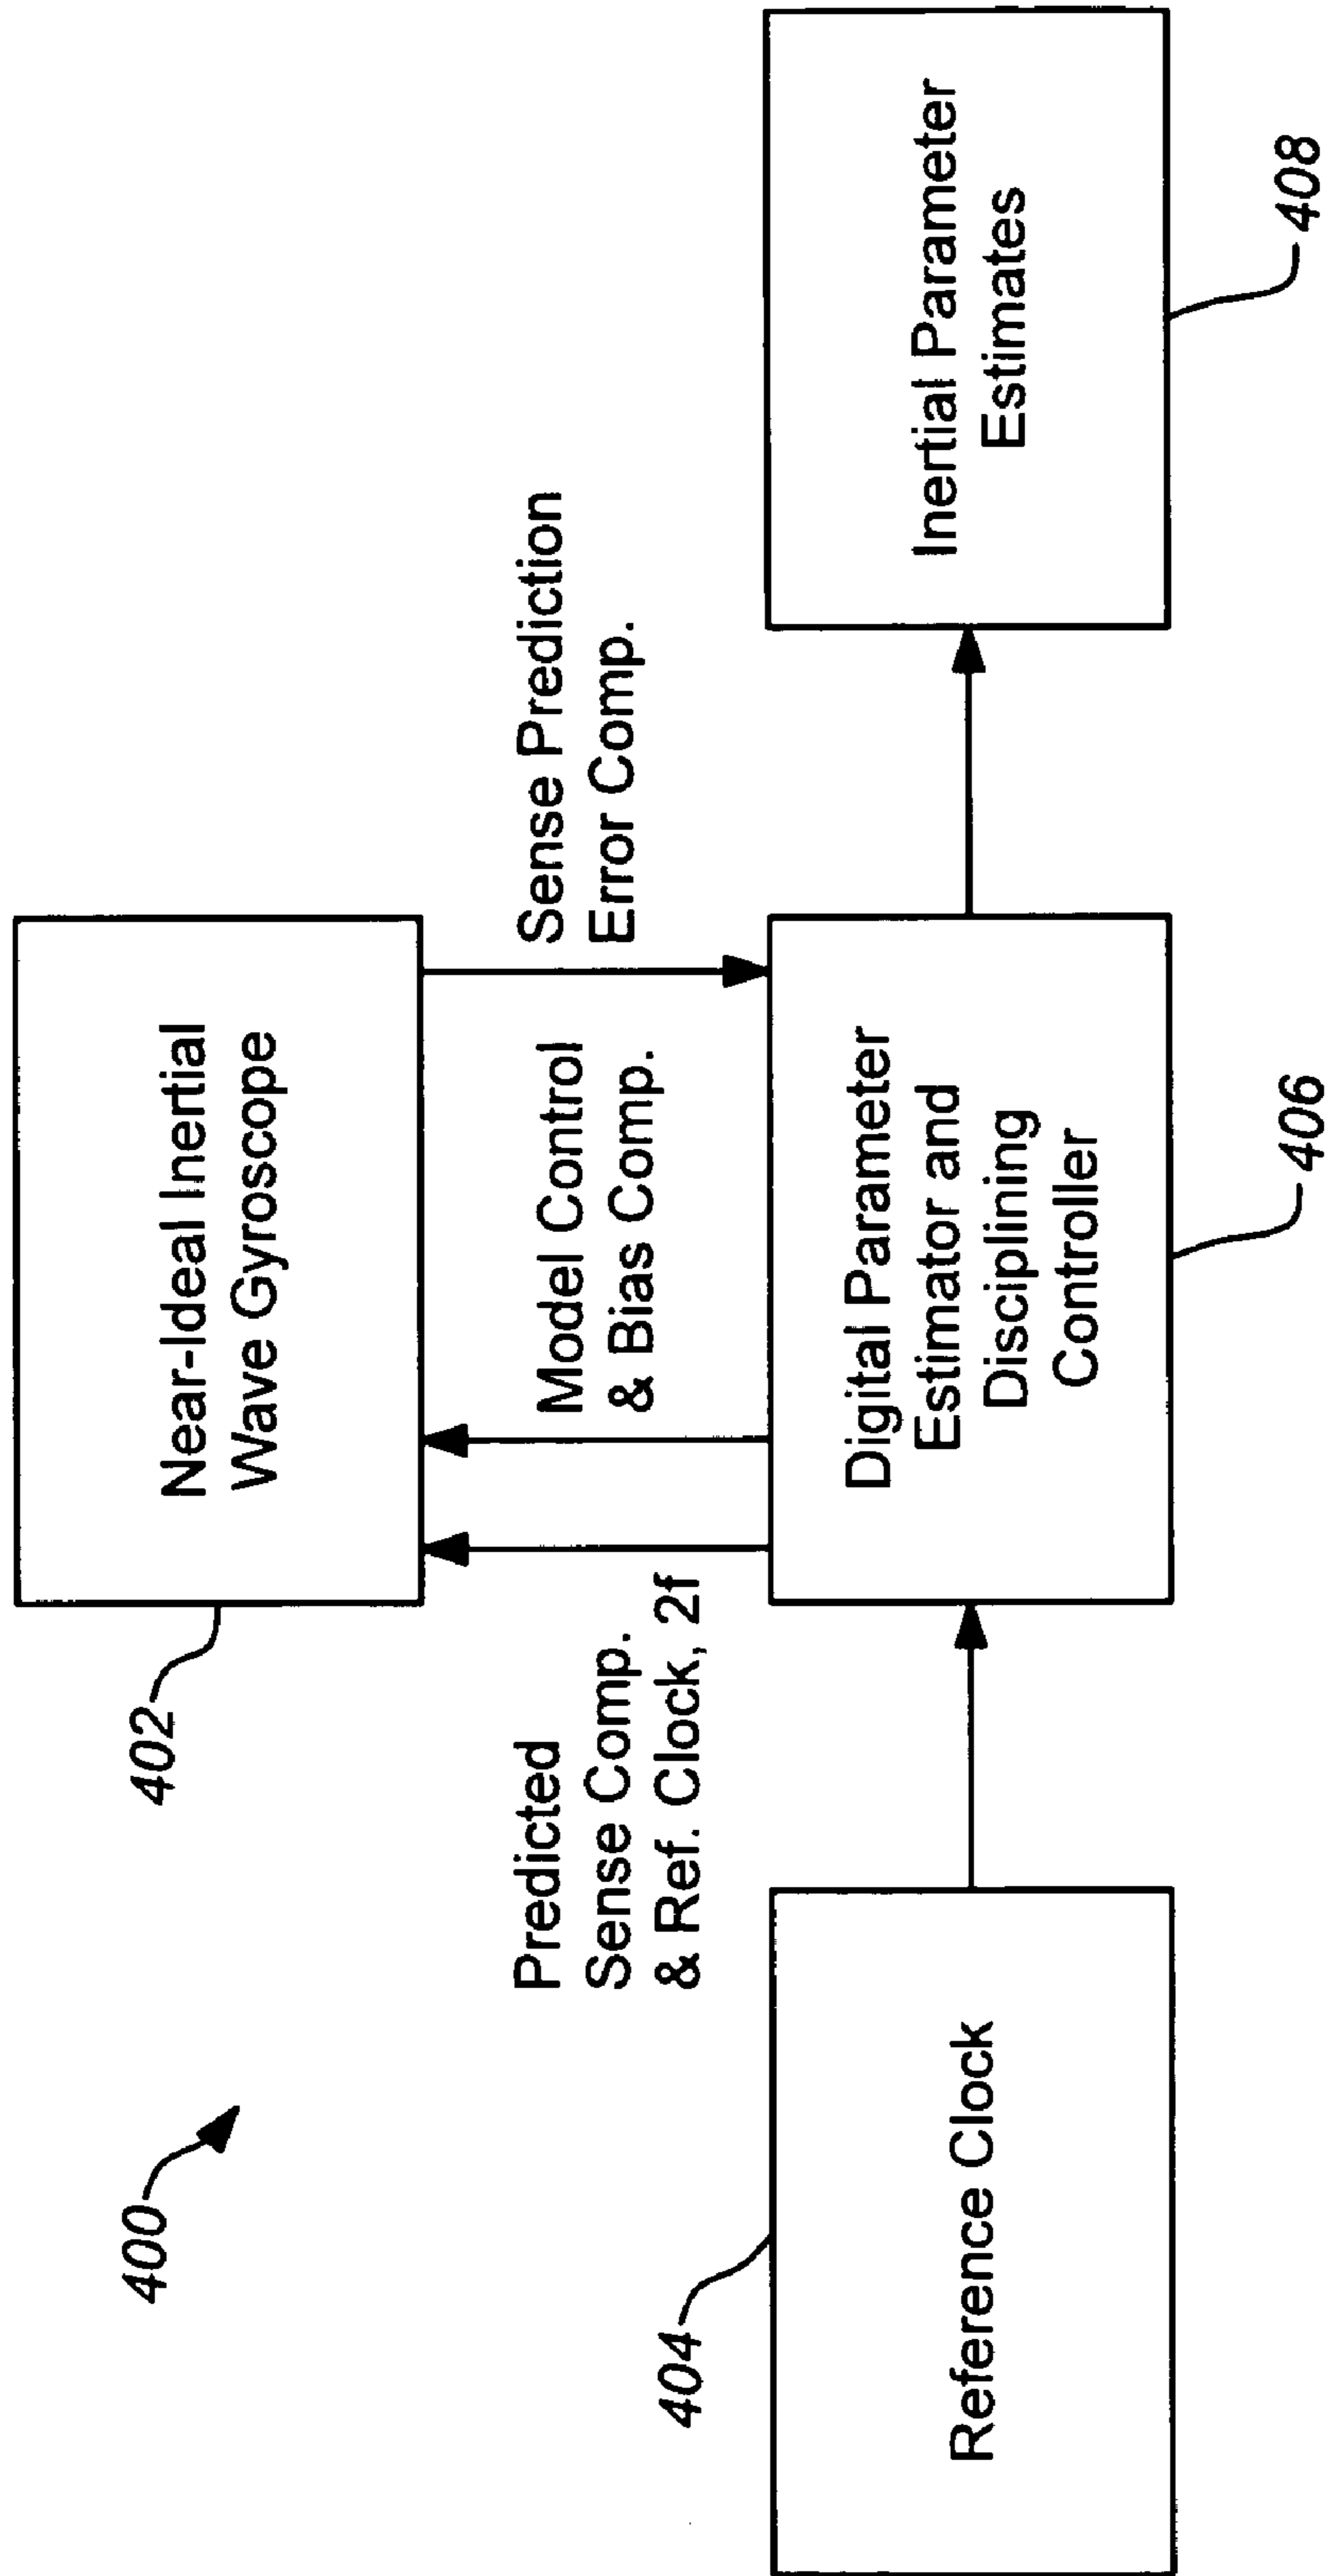 400
402
Near-Ideal Inertial
Wave Gyroscope
Predicted
Sense Comp.
& Ref. Clock, 2f
Model Control
& Bias Comp.
Sense Prediction
Error Comp.
404
Reference Clock
Digital Parameter
Estimator and
Disciplining
Controller
406
Inertial Parameter
Estimates
408